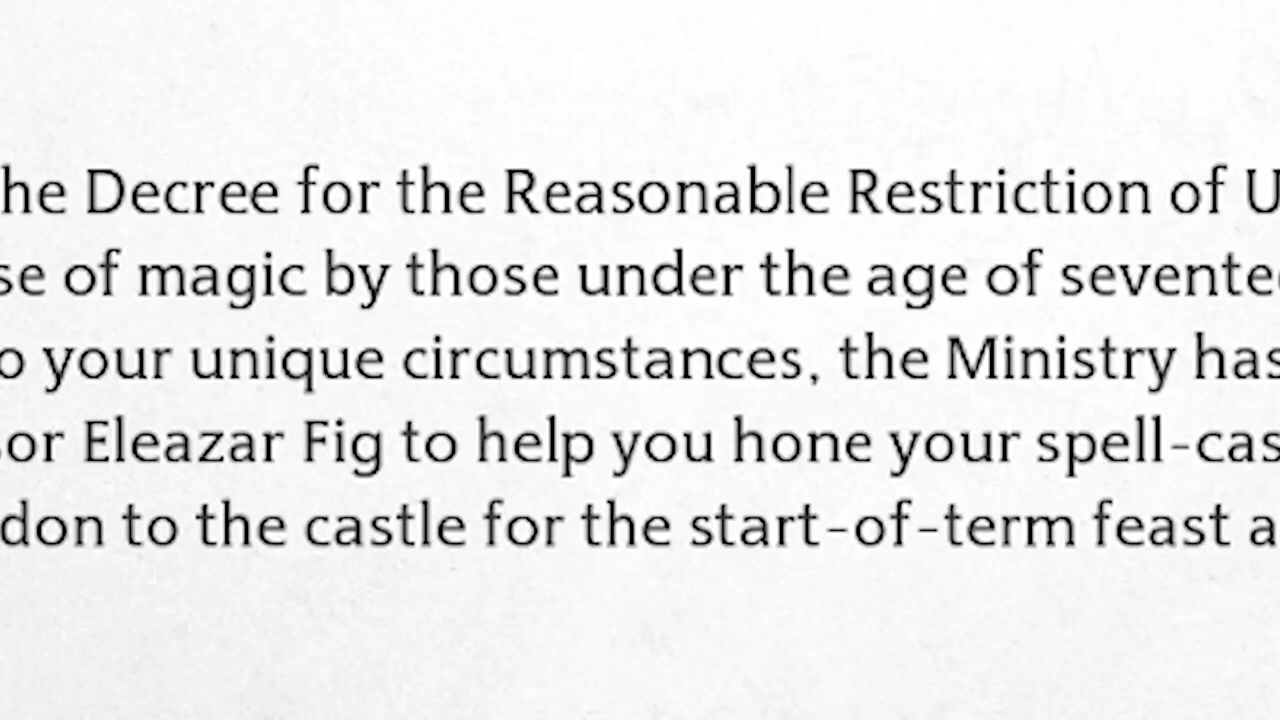 he Decree for the Reasonable Restriction of U
se of magic by those under the age of sevente
o your unique circumstances, the Ministry has
sor Eleazar Fig to help you hone your spell-cas
don to the castle for the start-of-term feast a